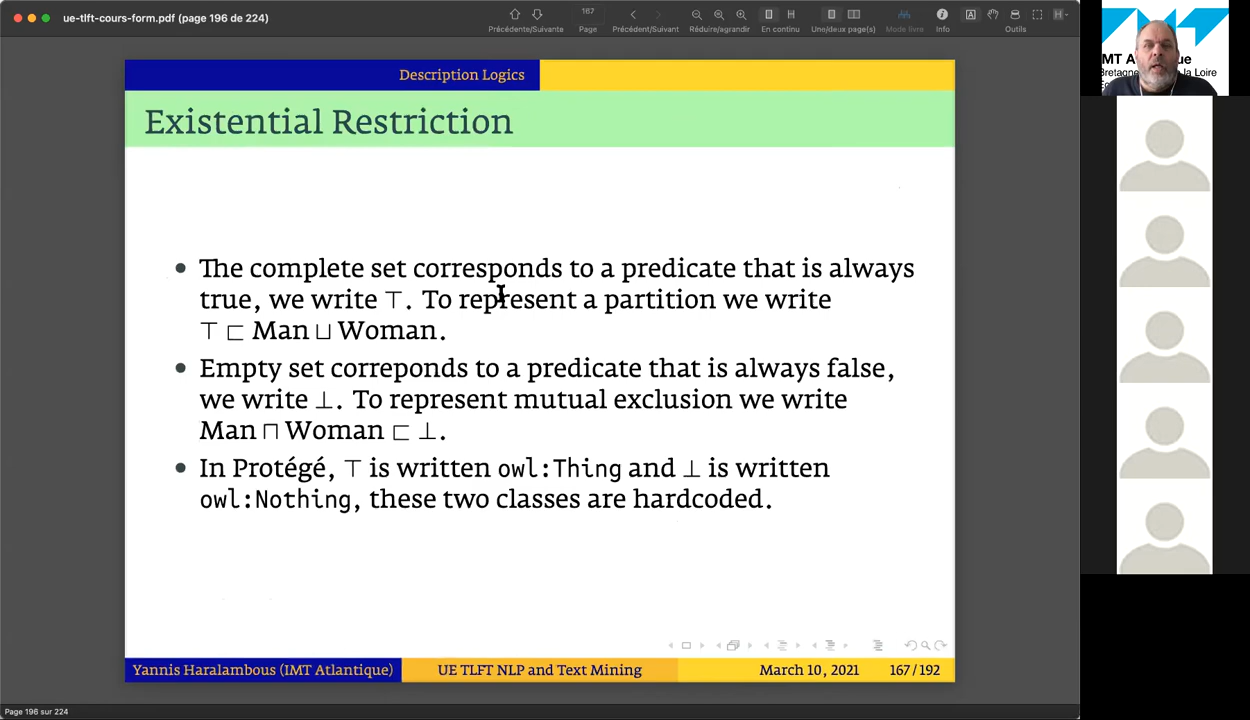 ue-tlft-cours-form.pdf (page 196 de 224)
167
Précédente/Suivante
Page
Précédent/Suivant
Réduire/agrandir
En continu
Une/deux page(s)
Mode livre
Info
Outils
Description Logics
Existential Restriction
• The complete set corresponds to a predicate that is always
true, we write ⊤. To represent a partition we write
⊤ ⊏ Man ⊔ Woman.
• Empty set correponds to a predicate that is always false,
we write ⊥. To represent mutual exclusion we write
Man ⊓ Woman ⊏ ⊥.
• In Protégé, ⊤ is written owl:Thing and ⊥ is written
owl:Nothing, these two classes are hardcoded.
Yannis Haralambous (IMT Atlantique)
UE TLFT NLP and Text Mining
March 10, 2021
167/192
Page 196 sur 224
la Loire